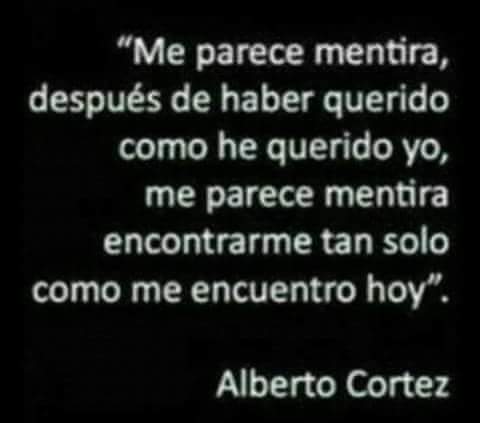 “Me parece mentira,
después de haber querido
como he querido yo,
me parece mentira
encontrarme tan solo
como me encuentro hoy”.
Alberto Cortez